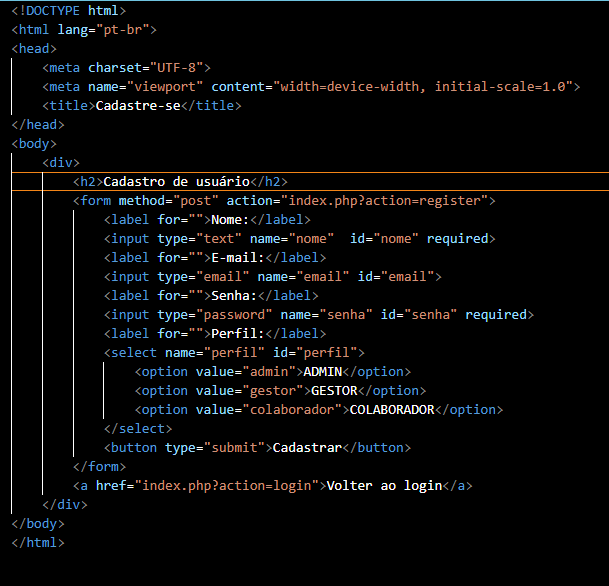 <!DOCTYPE html>
<html lang="pt-br">
<head>
    <meta charset="UTF-8">
    <meta name="viewport" content="width=device-width, initial-scale=1.0">
    <title>Cadastre-se</title>
</head>
<body>
    <div>
        <h2>Cadastro de usuário</h2>
        <form method="post" action="index.php?action=register">
            <label for="">Nome:</label>
            <input type="text" name="nome"  id="nome" required>
            <label for="">E-mail:</label>
            <input type="email" name="email" id="email">
            <label for="">Senha:</label>
            <input type="password" name="senha" id="senha" required>
            <label for="">Perfil:</label>
            <select name="perfil" id="perfil">
                <option value="admin">ADMIN</option>
                <option value="gestor">GESTOR</option>
                <option value="colaborador">COLABORADOR</option>
            </select>
            <button type="submit">Cadastrar</button>
        </form>
        <a href="index.php?action=login">Volter ao login</a>
    </div>
</body>
</html>